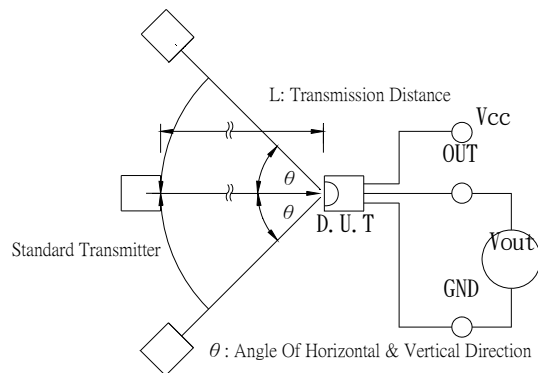 L: Transmission Distance
Vcc
OUT
θ
θ
D.U.T
Standard Transmitter
Vout
GND
θ : Angle Of Horizontal & Vertical Direction